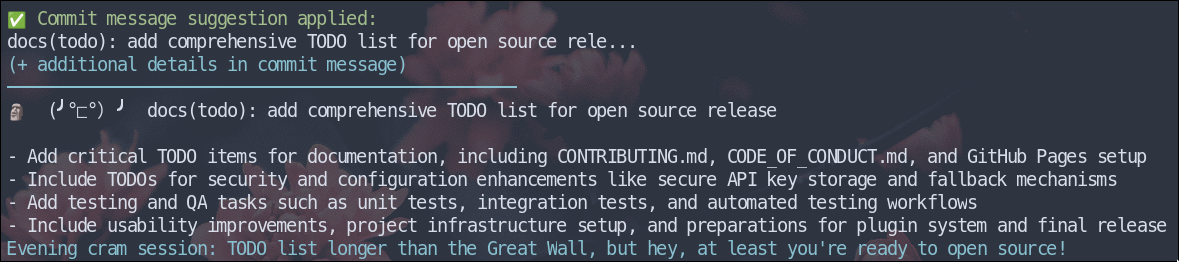 ✅ Commit message suggestion applied:
docs(todo): add comprehensive TODO list for open source rele...
(+ additional details in commit message)
🗿 (╯°□°) ╯ docs(todo): add comprehensive TODO list for open source release
- Add critical TODO items for documentation, including CONTRIBUTING.md, CODE_OF_CONDUCT.md, and GitHub Pages setup
- Include TODOs for security and configuration enhancements like secure API key storage and fallback mechanisms
- Add testing and QA tasks such as unit tests, integration tests, and automated testing workflows
- Include usability improvements, project infrastructure setup, and preparations for plugin system and final release
Evening cram session: TODO list longer than the Great Wall, but hey, at least you're ready to open source!